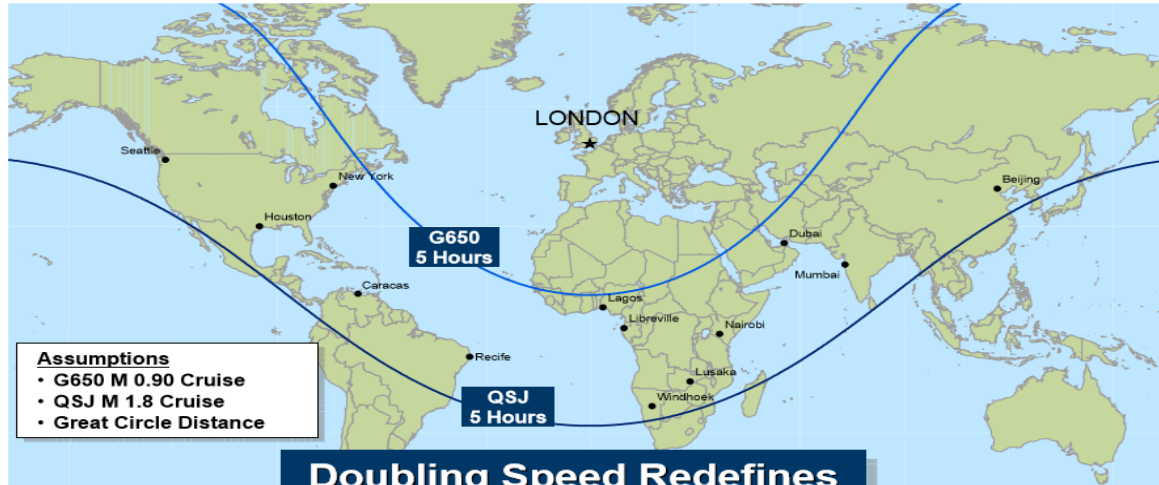 LONDON
Seattle
New York
Beijing
Houston
G650
5 Hours
Dubai
Mumbai
Caracas
Lagos
Libreville
Nairobi
Recife
Assumptions
• G650 M 0.90 Cruise
• QSJ M 1.8 Cruise
• Great Circle Distance
Lusaka
Windhoek
QSJ
5 Hours
Doubling Speed Redefines